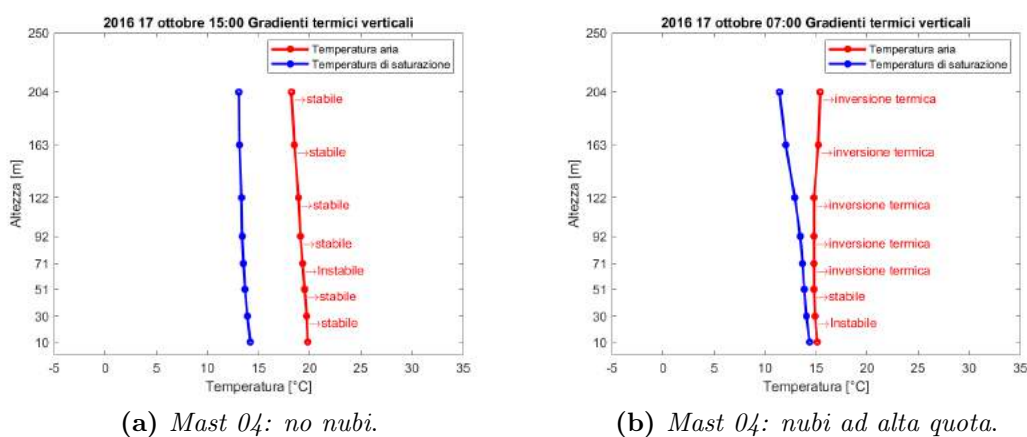 2016 17 ottobre 15:00 Gradienti termici verticali
250
204
163
122
92
71
51
30
10
Altezza [m]
Temperatura aria
Temperatura di saturazione
→stabile
→stabile
→stabile
→stabile
→Instabile
→stabile
→stabile
-5 0 5 10 15 20 25 30 35
Temperatura [°C]
(a) Mast 04: no nubi.
2016 17 ottobre 07:00 Gradienti termici verticali
250
204
163
122
92
71
51
30
10
Altezza [m]
Temperatura aria
Temperatura di saturazione
→inversione termica
→inversione termica
→inversione termica
→inversione termica
→inversione termica
→stabile
→Instabile
-5 0 5 10 15 20 25 30 35
Temperatura [°C]
(b) Mast 04: nubi ad alta quota.